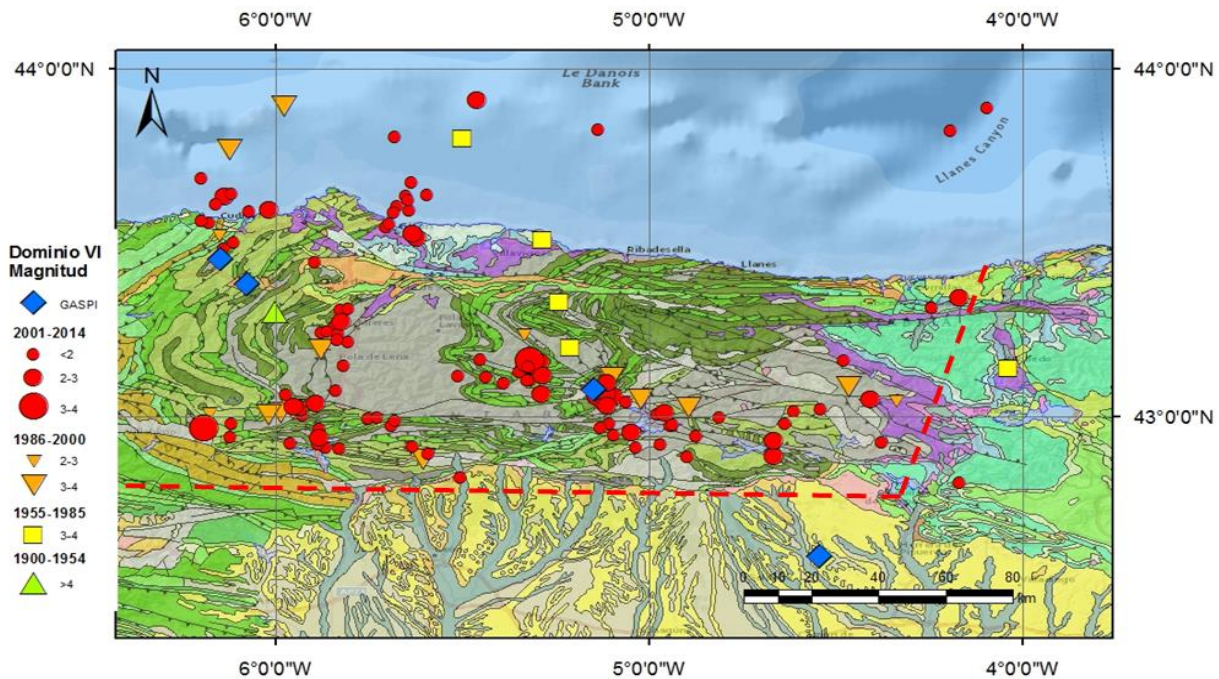 6°0'0"W
5°0'0"W
4°0'0"W
44°0'0"N
44°0'0"N
N
Le Danois
Bank
Llanes Canyon
Ribadesella
Llanes
Pola de Lena
Dominio VI
Magnitud
GASPI
2001-2014
<2
2-3
3-4
1986-2000
2-3
3-4
1955-1985
3-4
1900-1954
>4
43°0'0"N
43°0'0"N
0 10 20 40 60 80
km
6°0'0"W
5°0'0"W
4°0'0"W